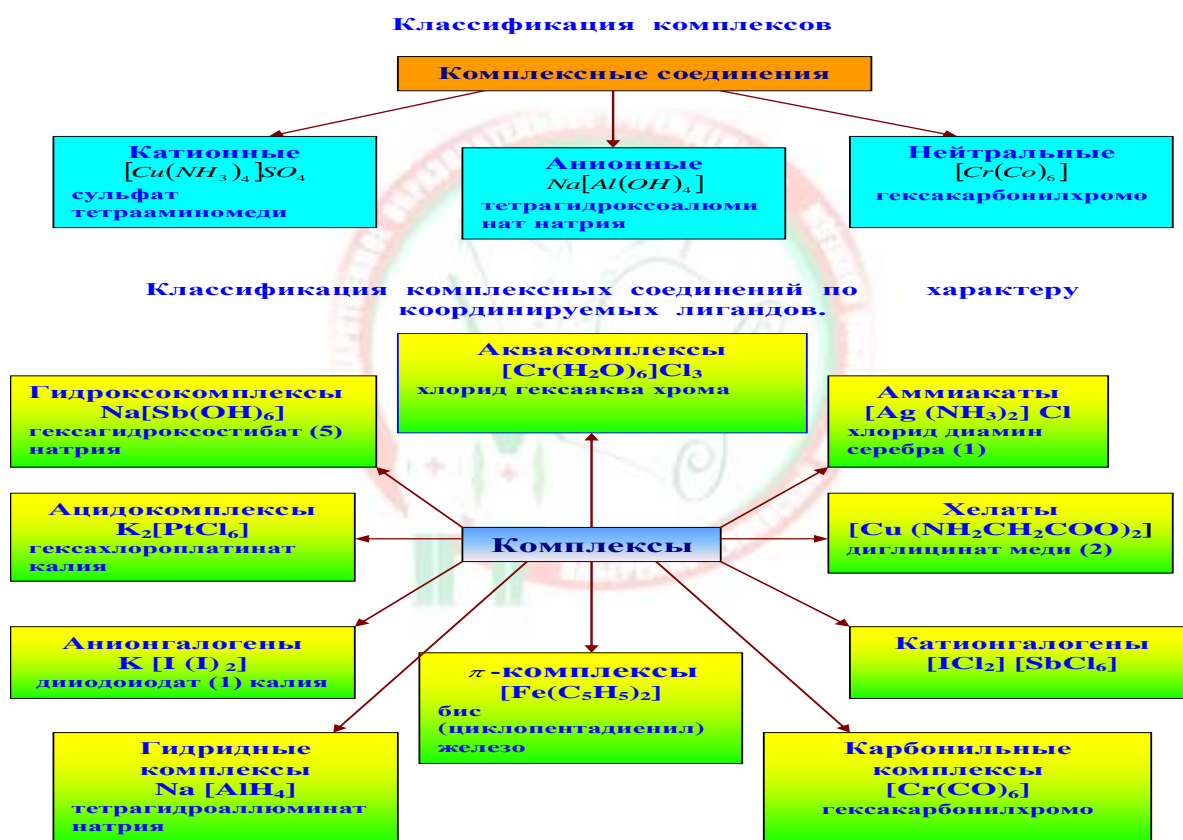 Классификация комплексов
Комплексные соединения
Катионные
[Cu(NH₃)₄]SO₄
сульфат
тетрааминомеди
Анионные
Na[Al(OH)₄]
тетрагидроксоалюми
нат натрия
Нейтральные
[Cr(Co)₆]
гексакарбонилхромо
Классификация комплексных соединений по характеру
координируемых лигандов.
Аквакомплексы
[Cr(H₂O)₆]Cl₃
хлорид гексааква хрома
Гидроксокомплексы
Na[Sb(OH)₆]
гексагидроксостибат (5)
натрия
Аммиакаты
[Ag (NH₃)₂] Cl
хлорид диамин
серебра (1)
Ацидокомплексы
K₂[PtCl₆]
гексахлороплатинат
калия
Комплексы
Хелаты
[Cu (NH₂CH₂COO)₂]
диглицинат меди (2)
Анионгалогены
K [I (I) ₂]
дииодоиодат (1) калия
π -комплексы
[Fe(C₅H₅)₂]
бис
(циклопентадиенил)
железо
Катионгалогены
[ICl₂] [SbCl₆]
Гидридные
комплексы
Na [AlH₄]
тетрагидроаллюминат
натрия
Карбонильные
комплексы
[Cr(CO)₆]
гексакарбонилхромо